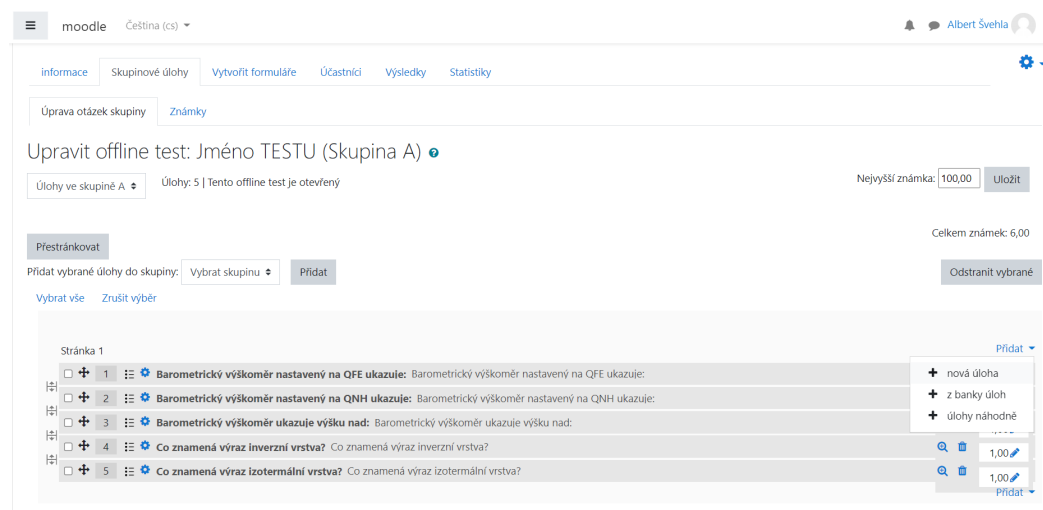 moodle Čeština (cs) Albert Švehla
informace Skupinové úlohy Vytvořit formuláře Účastníci Výsledky Statistiky
Úprava otázek skupiny Známky
Upravit offline test: Jméno TESTU (Skupina A)
Úlohy ve skupině A Úlohy: 5 | Tento offline test je otevřený Nejvyšší známka: 100,00 Uložit
Celkem známek: 6,00
Přestránkovat
Přidat vybrané úlohy do skupiny: Vybrat skupinu Přidat Odstranit vybrané
Vybrat vše Zrušit výběr
Stránka 1 Přidat
1 Barometrický výškoměr nastavený na QFE ukazuje: Barometrický výškoměr nastavený na QFE ukazuje: nová úloha
2 Barometrický výškoměr nastavený na QNH ukazuje: Barometrický výškoměr nastavený na QNH ukazuje: z banky úloh
3 Barometrický výškoměr ukazuje výšku nad: Barometrický výškoměr ukazuje výšku nad: úlohy náhodně
4 Co znamená výraz inverzní vrstva? Co znamená výraz inverzní vrstva? 1,00
5 Co znamená výraz izotermální vrstva? Co znamená výraz izotermální vrstva? 1,00
Přidat